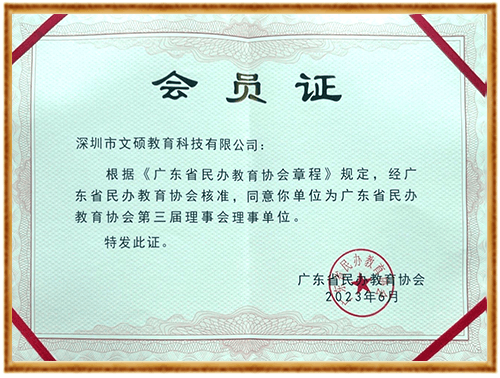 会员证
深圳市文硕教育科技有限公司：
根据《广东省民办教育协会章程》规定，经广
东省民办教育协会核准，同意你单位为广东省民办
教育协会第三届理事会理事单位。
特发此证。
广东省民办教育协会
2023年6月